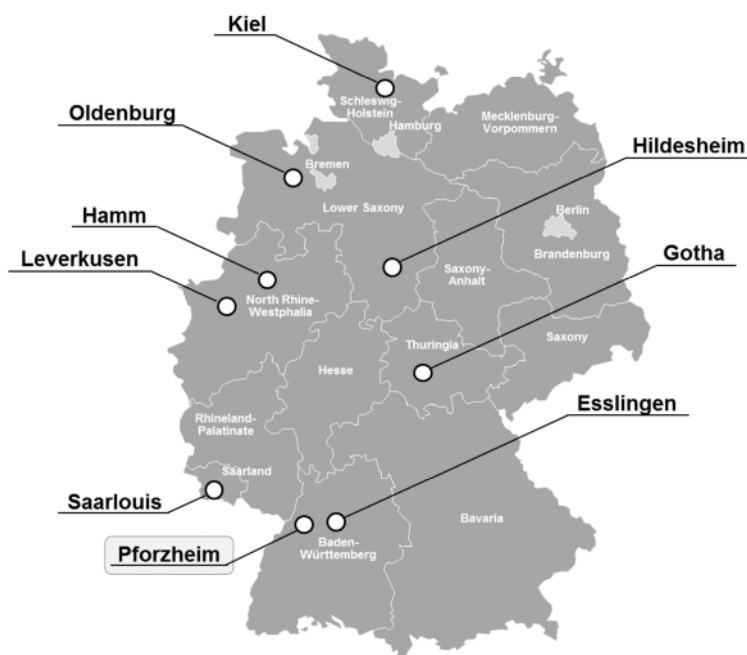 Kiel
Schleswig-
Holstein
Mecklenburg-
Vorpommern
Hamburg
Oldenburg
Bremen
Hildesheim
Lower Saxony
Berlin
Hamm
Brandenburg
Leverkusen
Gotha
Saxony-
Anhalt
North Rhine-
Westphalia
Thuringia
Saxony
Hesse
Esslingen
Rhineland-
Palatinate
Saarland
Saarlouis
Bavaria
Baden-
Württemberg
Pforzheim